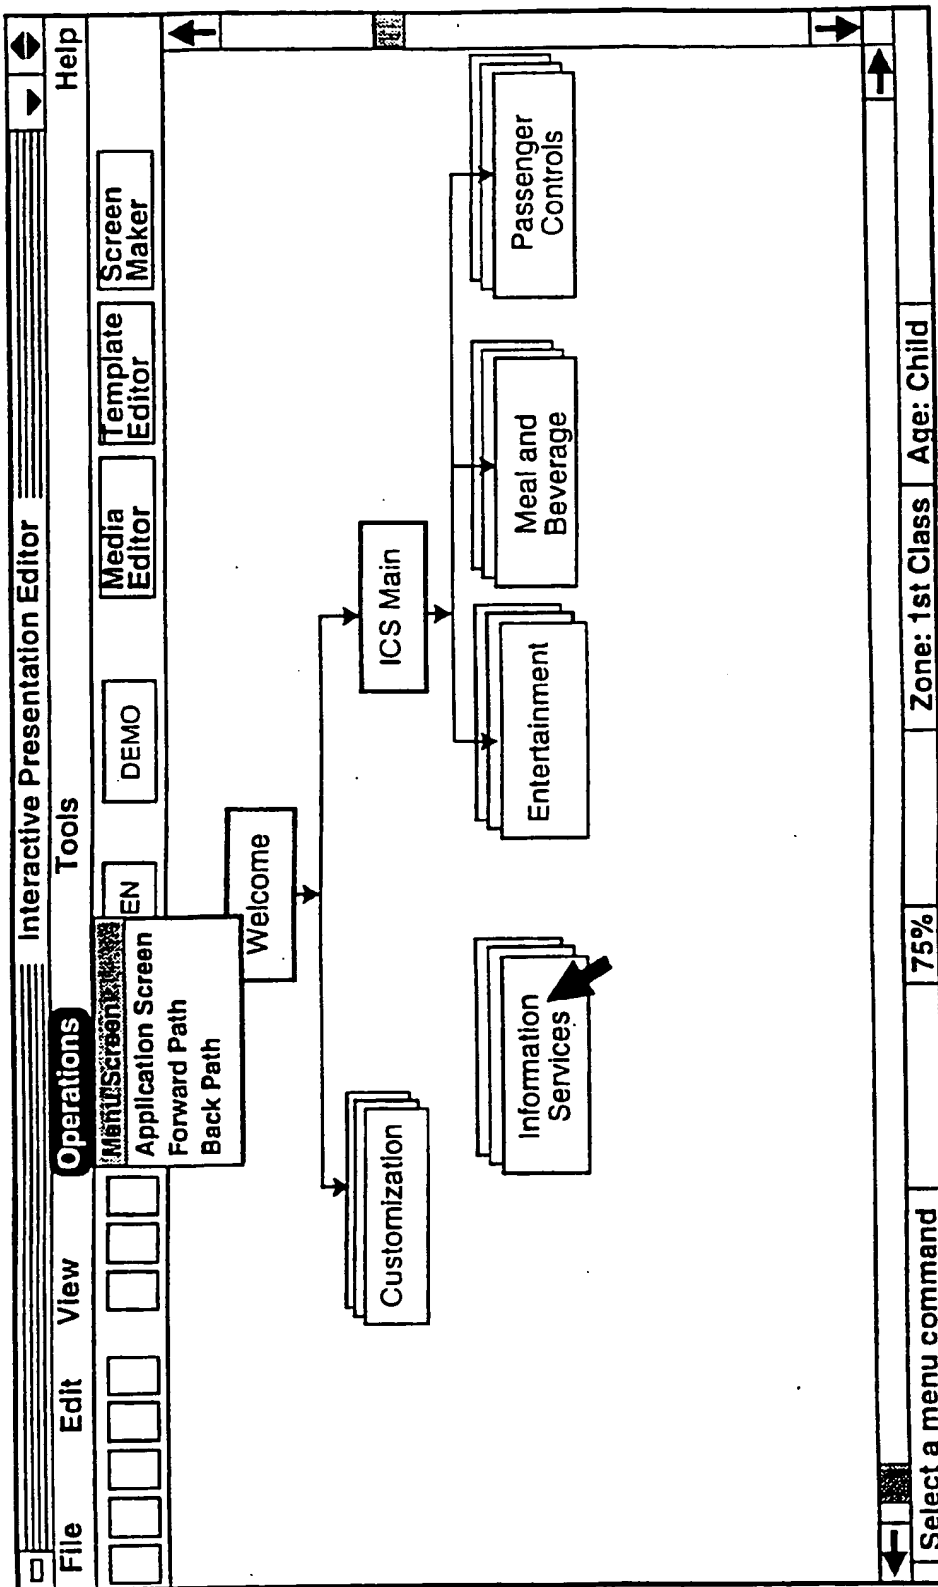 Interactive Presentation Editor
File Edit View Operations Tools Help
EN DEMO Media Template Screen
Editor Editor Maker
Menu Screen
Application Screen
Forward Path
Back Path
Welcome
Customization
ICS Main
Information
Services
Entertainment
Meal and
Beverage
Passenger
Controls
Select a menu command 75% Zone: 1st Class Age: Child